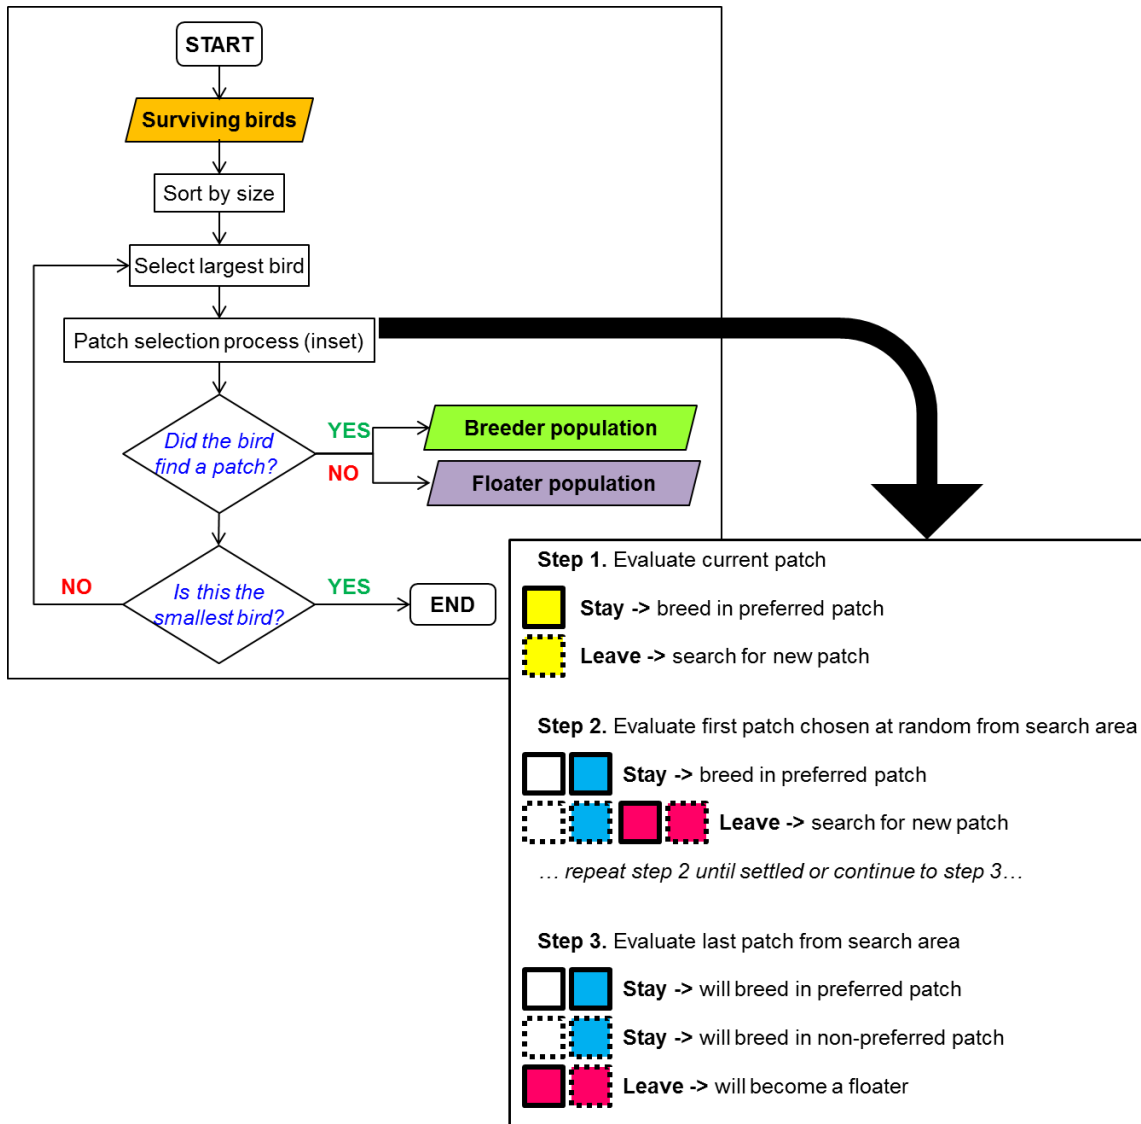 START
Surviving birds
Sort by size
Select largest bird
Patch selection process (inset)
Did the bird
find a patch?
YES
NO
Breeder population
Floater population
Is this the
smallest bird?
NO
YES
END
Step 1. Evaluate current patch
Stay -> breed in preferred patch
Leave -> search for new patch
Step 2. Evaluate first patch chosen at random from search area
Stay -> breed in preferred patch
Leave -> search for new patch
… repeat step 2 until settled or continue to step 3…
Step 3. Evaluate last patch from search area
Stay -> will breed in preferred patch
Stay -> will breed in non-preferred patch
Leave -> will become a floater